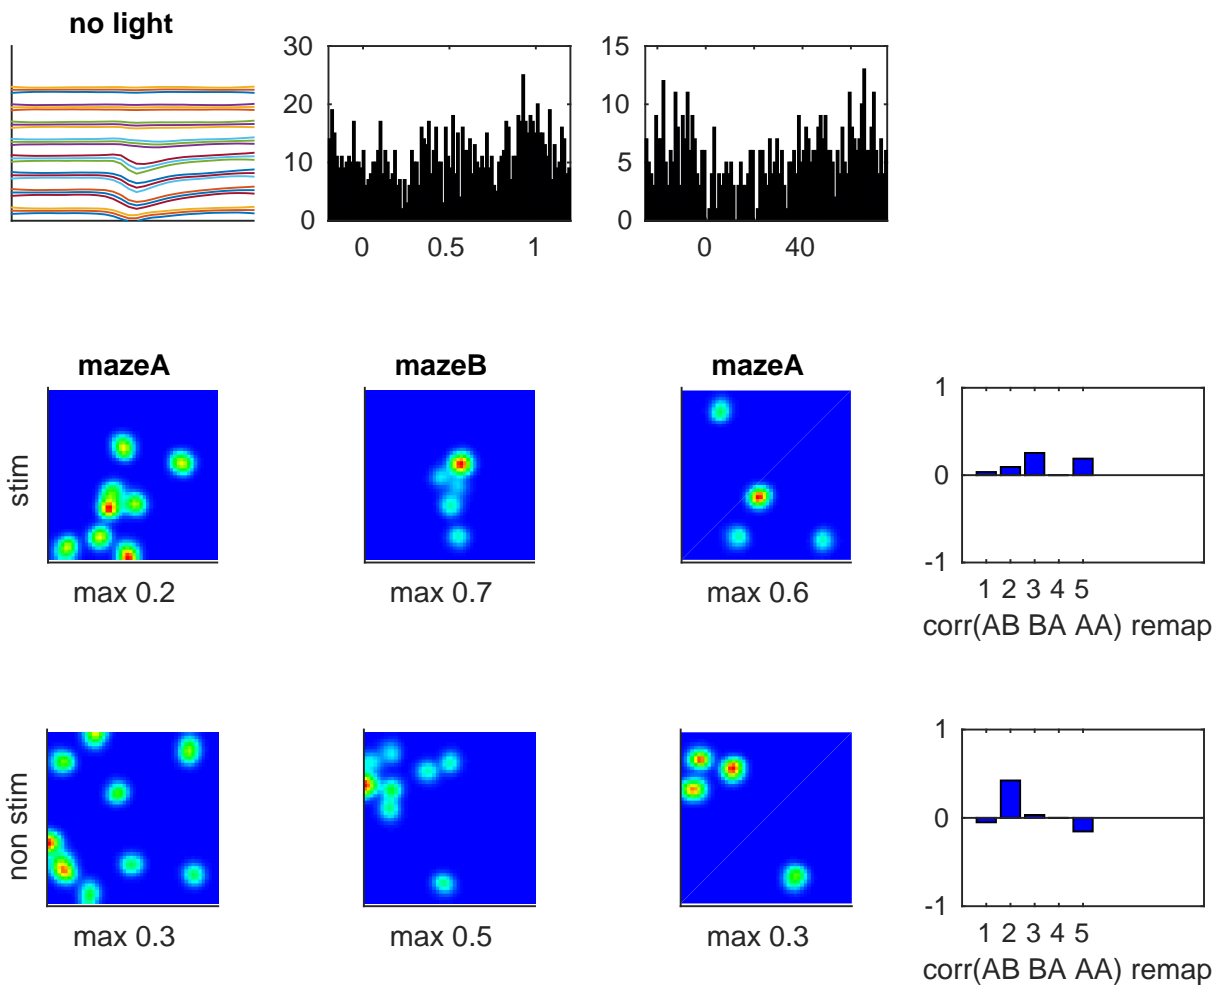 no light
30
20
10
0
0 0.5 1
15
10
5
0
0 40
mazeA mazeB mazeA
stim
max 0.2 max 0.7 max 0.6
1
0
-1
1 2 3 4 5
corr(AB BA AA) remap
non stim
max 0.3 max 0.5 max 0.3
1
0
-1
1 2 3 4 5
corr(AB BA AA) remap